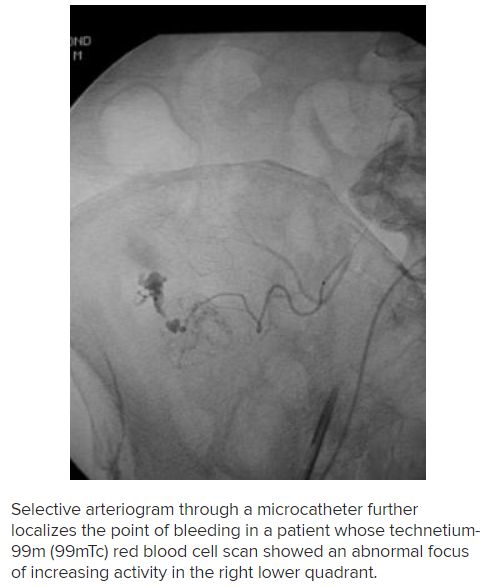 ND
M
Selective arteriogram through a microcatheter further
localizes the point of bleeding in a patient whose technetium-
99m (99mTc) red blood cell scan showed an abnormal focus
of increasing activity in the right lower quadrant.